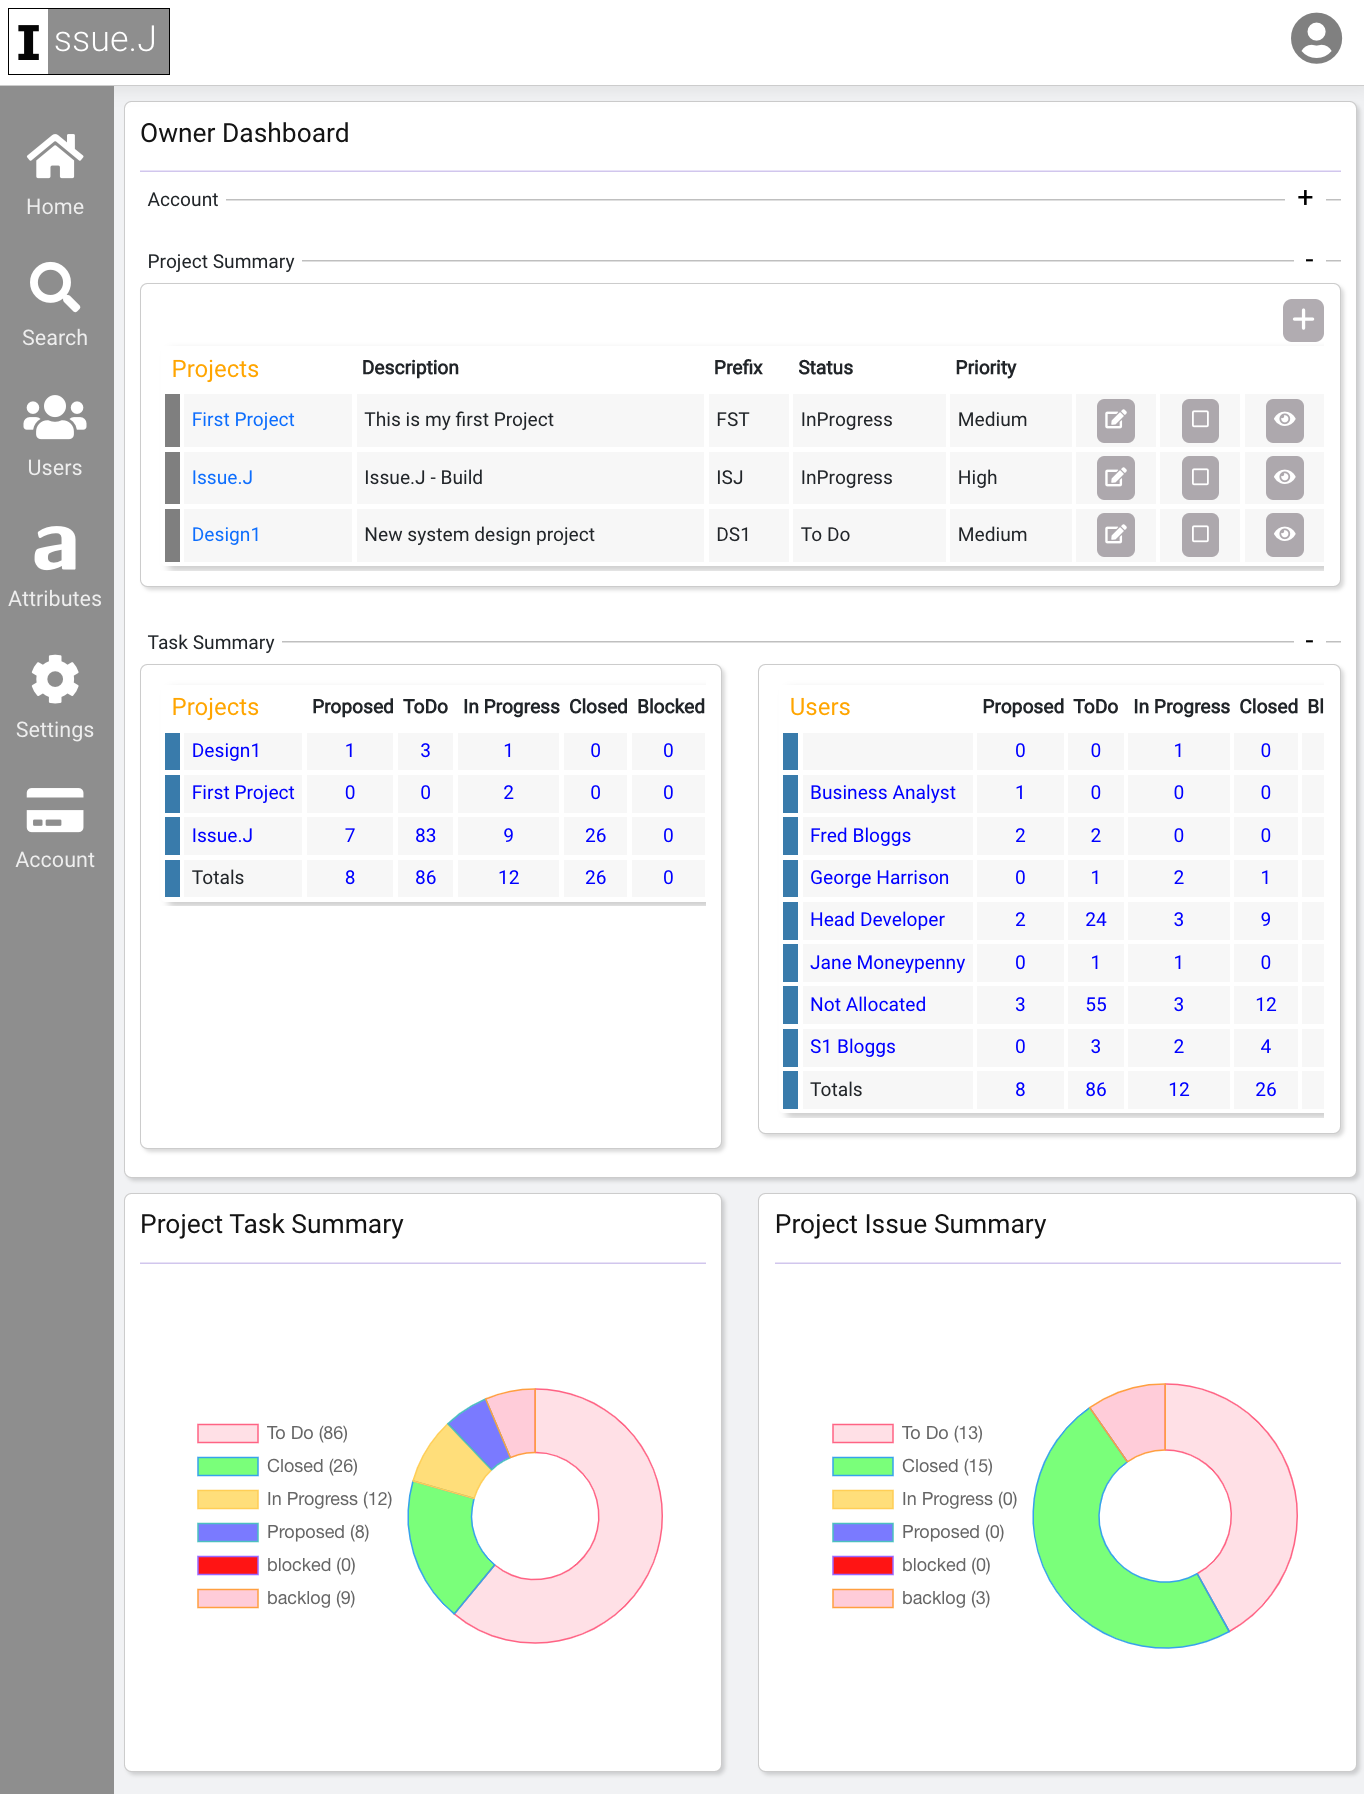 Issue.J
Home
Search
Users
Attributes
Settings
Account
Owner Dashboard
Account +
Project Summary -
Projects Description Prefix Status Priority
First Project This is my first Project FST InProgress Medium
Issue.J Issue.J - Build ISJ InProgress High
Design1 New system design project DS1 To Do Medium
Task Summary -
Projects Proposed ToDo In Progress Closed Blocked
Design1 1 3 1 0 0
First Project 0 0 2 0 0
Issue.J 7 83 9 26 0
Totals 8 86 12 26 0
Users Proposed ToDo In Progress Closed Bl
0 0 1 0
Business Analyst 1 0 0 0
Fred Bloggs 2 2 0 0
George Harrison 0 1 2 1
Head Developer 2 24 3 9
Jane Moneypenny 0 1 1 0
Not Allocated 3 55 3 12
S1 Bloggs 0 3 2 4
Totals 8 86 12 26
Project Task Summary
To Do (86)
Closed (26)
In Progress (12)
Proposed (8)
blocked (0)
backlog (9)
Project Issue Summary
To Do (13)
Closed (15)
In Progress (0)
Proposed (0)
blocked (0)
backlog (3)